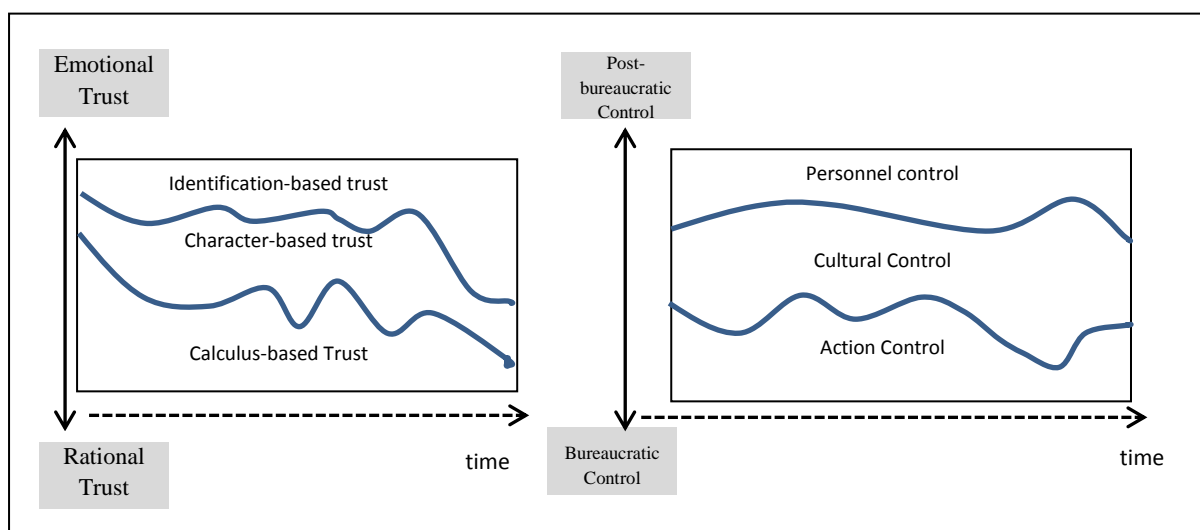 Emotional
Trust
Identification-based trust
Character-based trust
Calculus-based Trust
Rational
Trust
time
Post-
bureaucratic
Control
Personnel control
Cultural Control
Action Control
Bureaucratic
Control
time